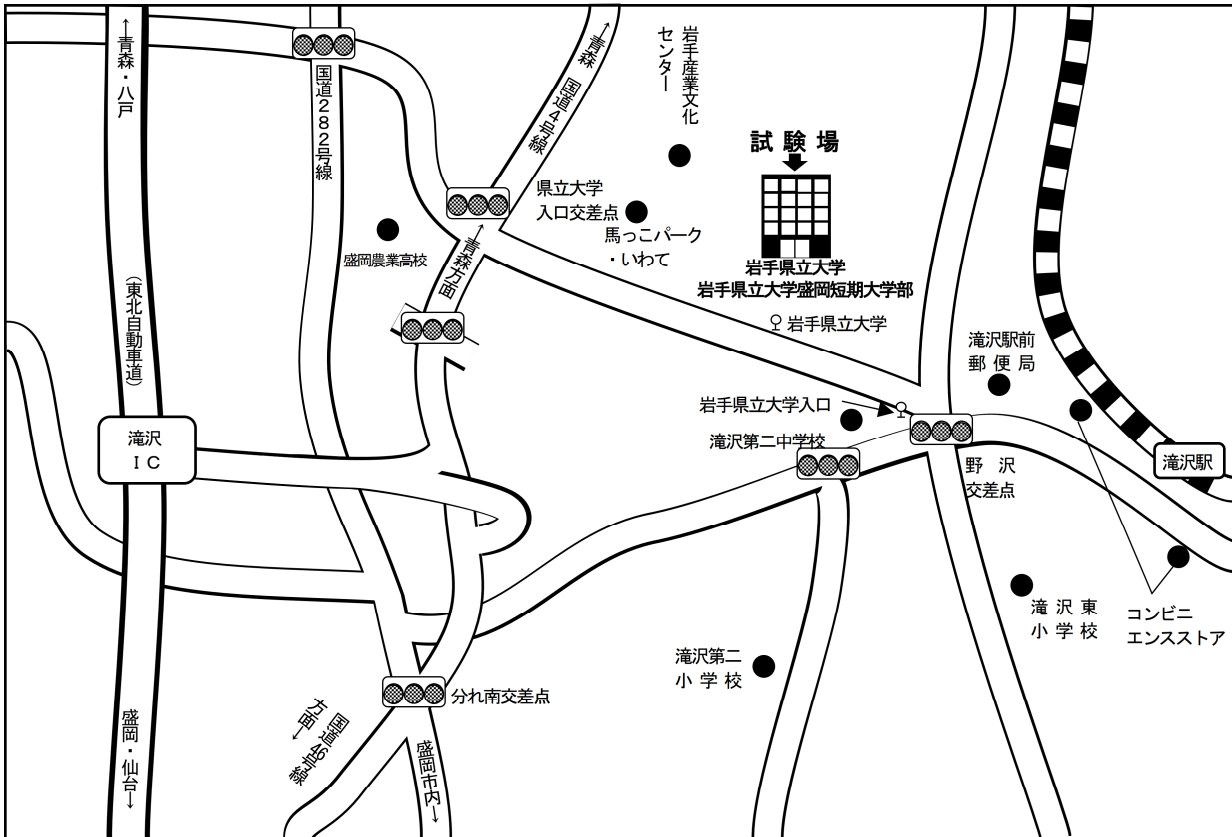 ↑青森・八戸
国道282号線
↑青森 国道4号線
岩手産業文化
センター
試験場
県立大学
入口交差点
馬っこパーク
・いわて
盛岡農業高校
↑青森方面
岩手県立大学
岩手県立大学盛岡短期大学部
岩手県立大学
(東北自動車道)
滝沢駅前
郵便局
岩手県立大学入口
滝沢第二中学校
滝沢
IC
野沢
交差点
滝沢駅
滝沢東
小学校
コンビニ
エンスストア
滝沢第二
小学校
分れ南交差点
国道46号線
方面↓
盛岡市内↓
盛岡・仙台↓